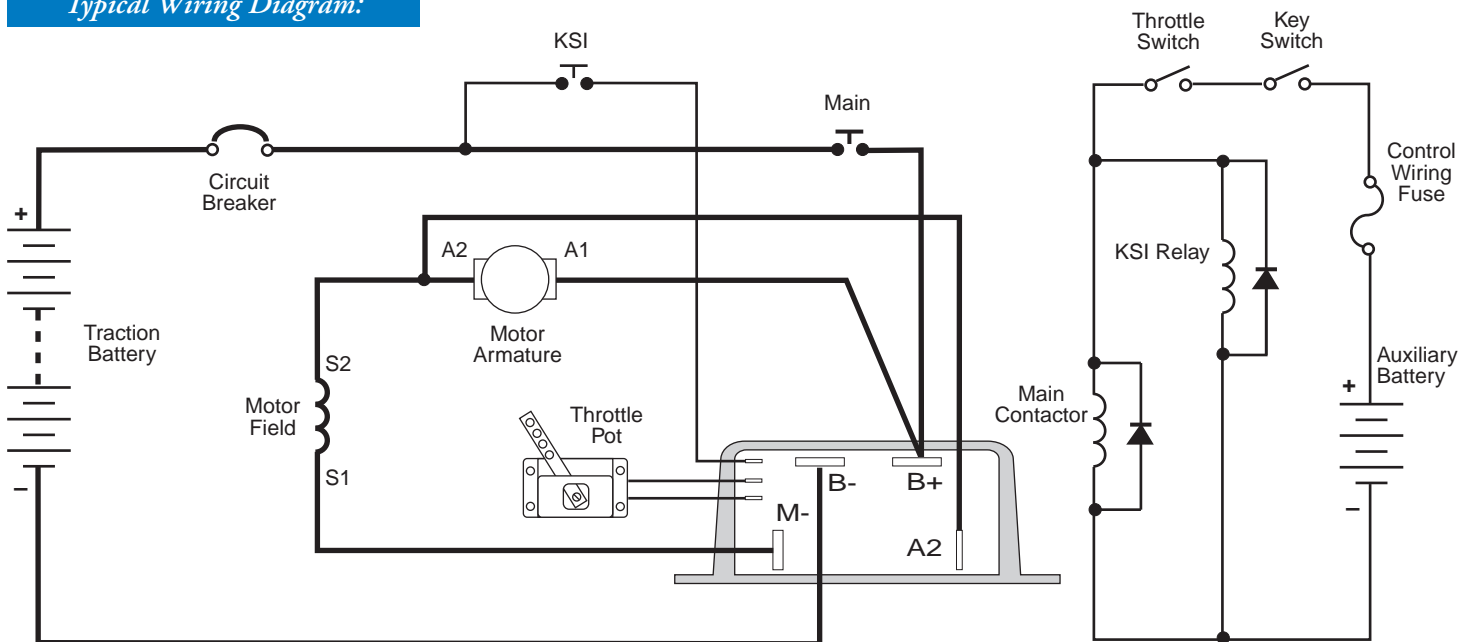 Typical Wiring Diagram:
KSI
Main
Circuit
Breaker
+
Traction
Battery
–
A2
A1
Motor
Armature
S2
Motor
Field
S1
Throttle
Pot
B-
B+
M-
A2
Throttle
Switch
Key
Switch
Control
Wiring
Fuse
KSI Relay
Main
Contactor
Auxiliary
Battery
+
–